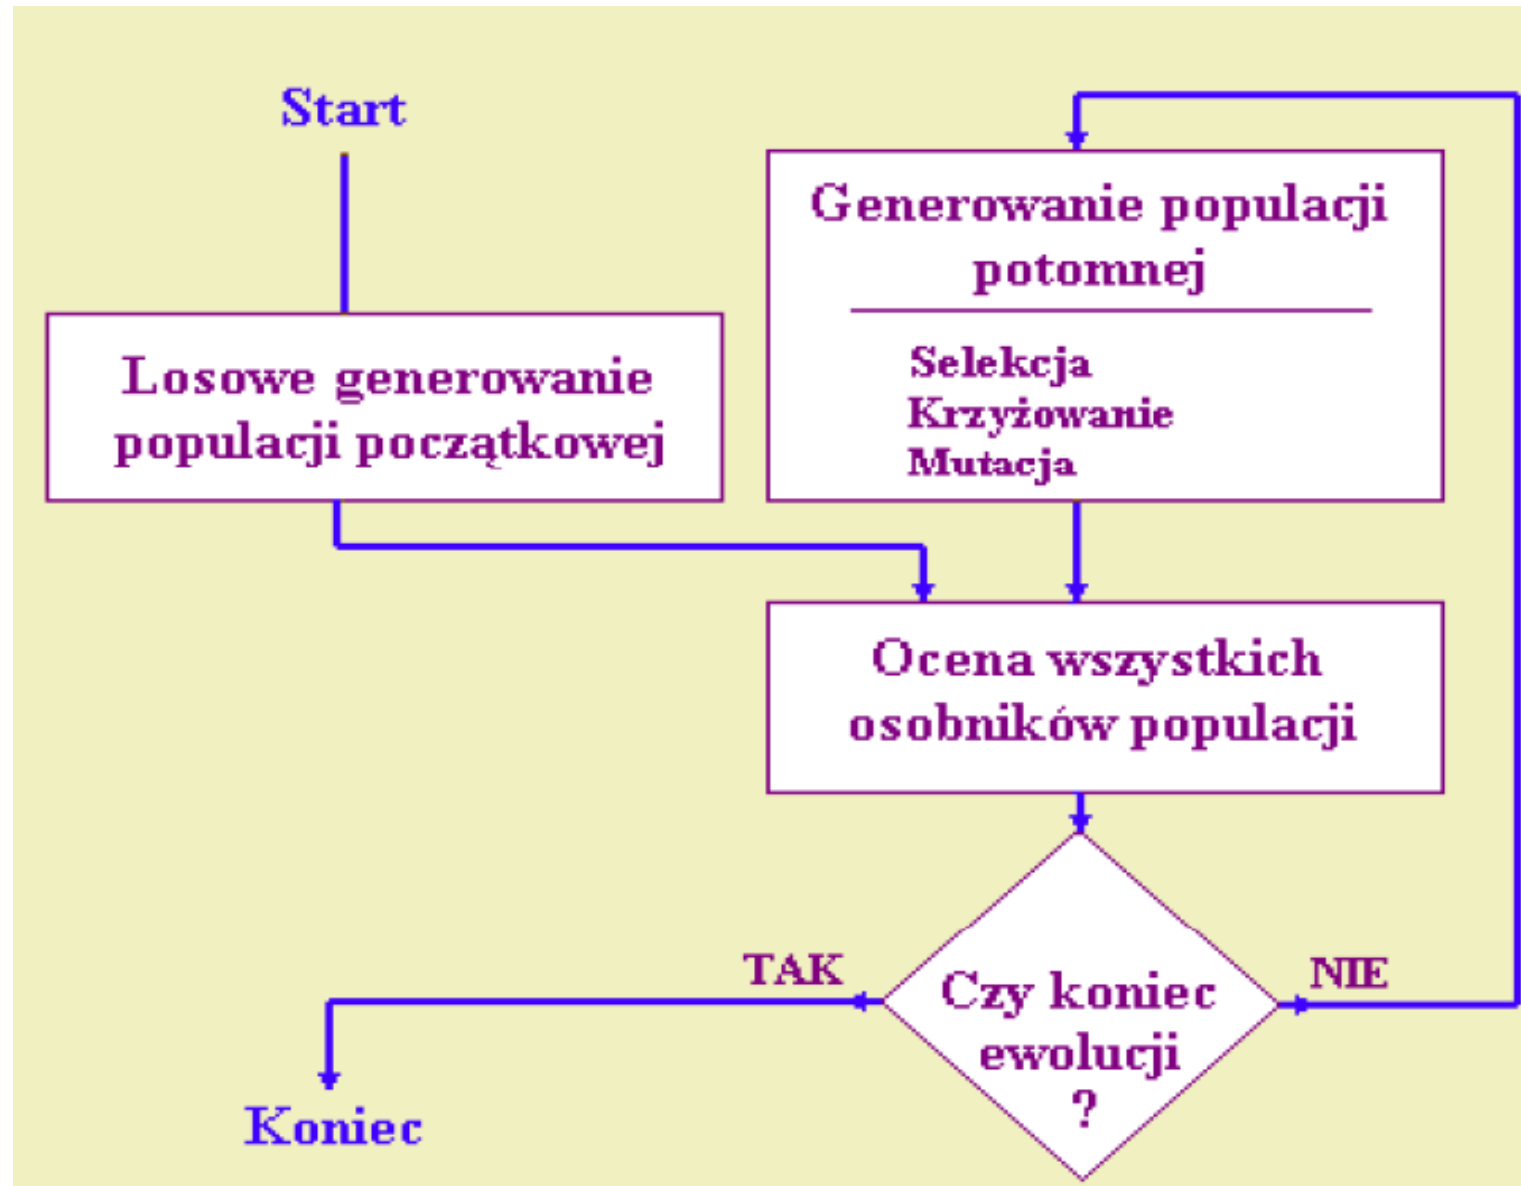 Start
Losowe generowanie
populacji początkowej
Generowanie populacji
potomnej
Selekcja
Krzyżowanie
Mutacja
Ocena wszystkich
osobników populacji
Czy koniec
ewolucji
?
TAK
NIE
Koniec